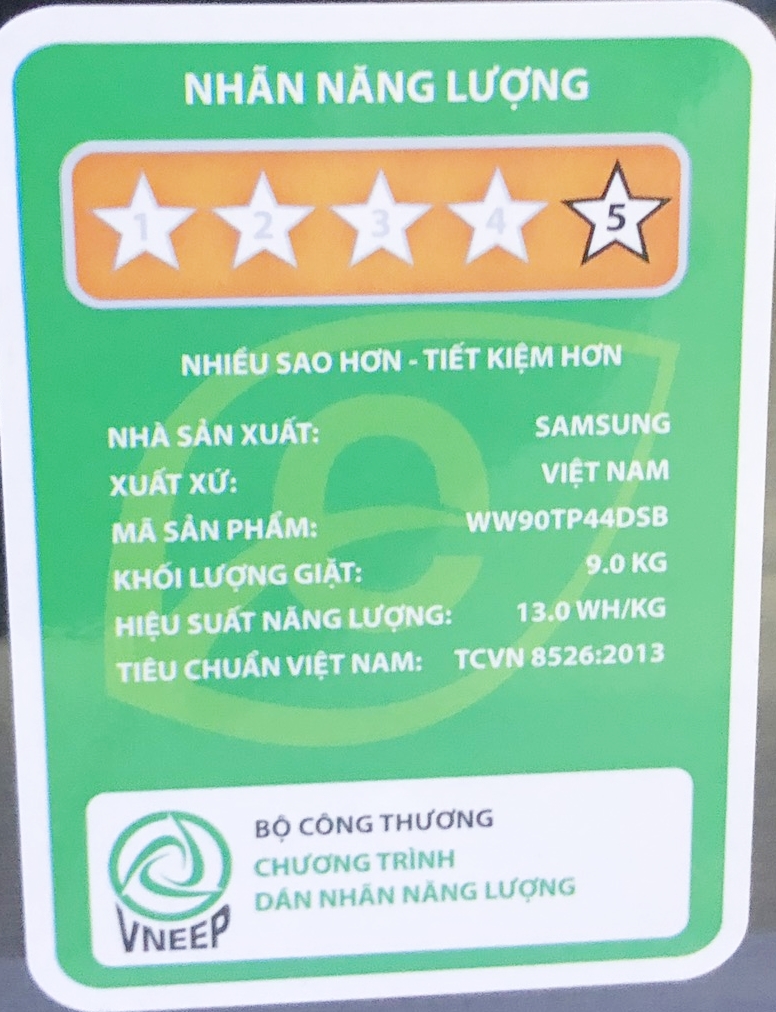 NHÃN NĂNG LƯỢNG
1 2 3 4 5
NHIỀU SAO HƠN - TIẾT KIỆM HƠN
NHÀ SẢN XUẤT: SAMSUNG
XUẤT XỨ: VIỆT NAM
MÃ SẢN PHẨM: WW90TP44DSB
KHỐI LƯỢNG GIẶT: 9.0 KG
HIỆU SUẤT NĂNG LƯỢNG: 13.0 WH/KG
TIÊU CHUẨN VIỆT NAM: TCVN 8526:2013
BỘ CÔNG THƯƠNG
CHƯƠNG TRÌNH
DÁN NHÃN NĂNG LƯỢNG
VNEEP